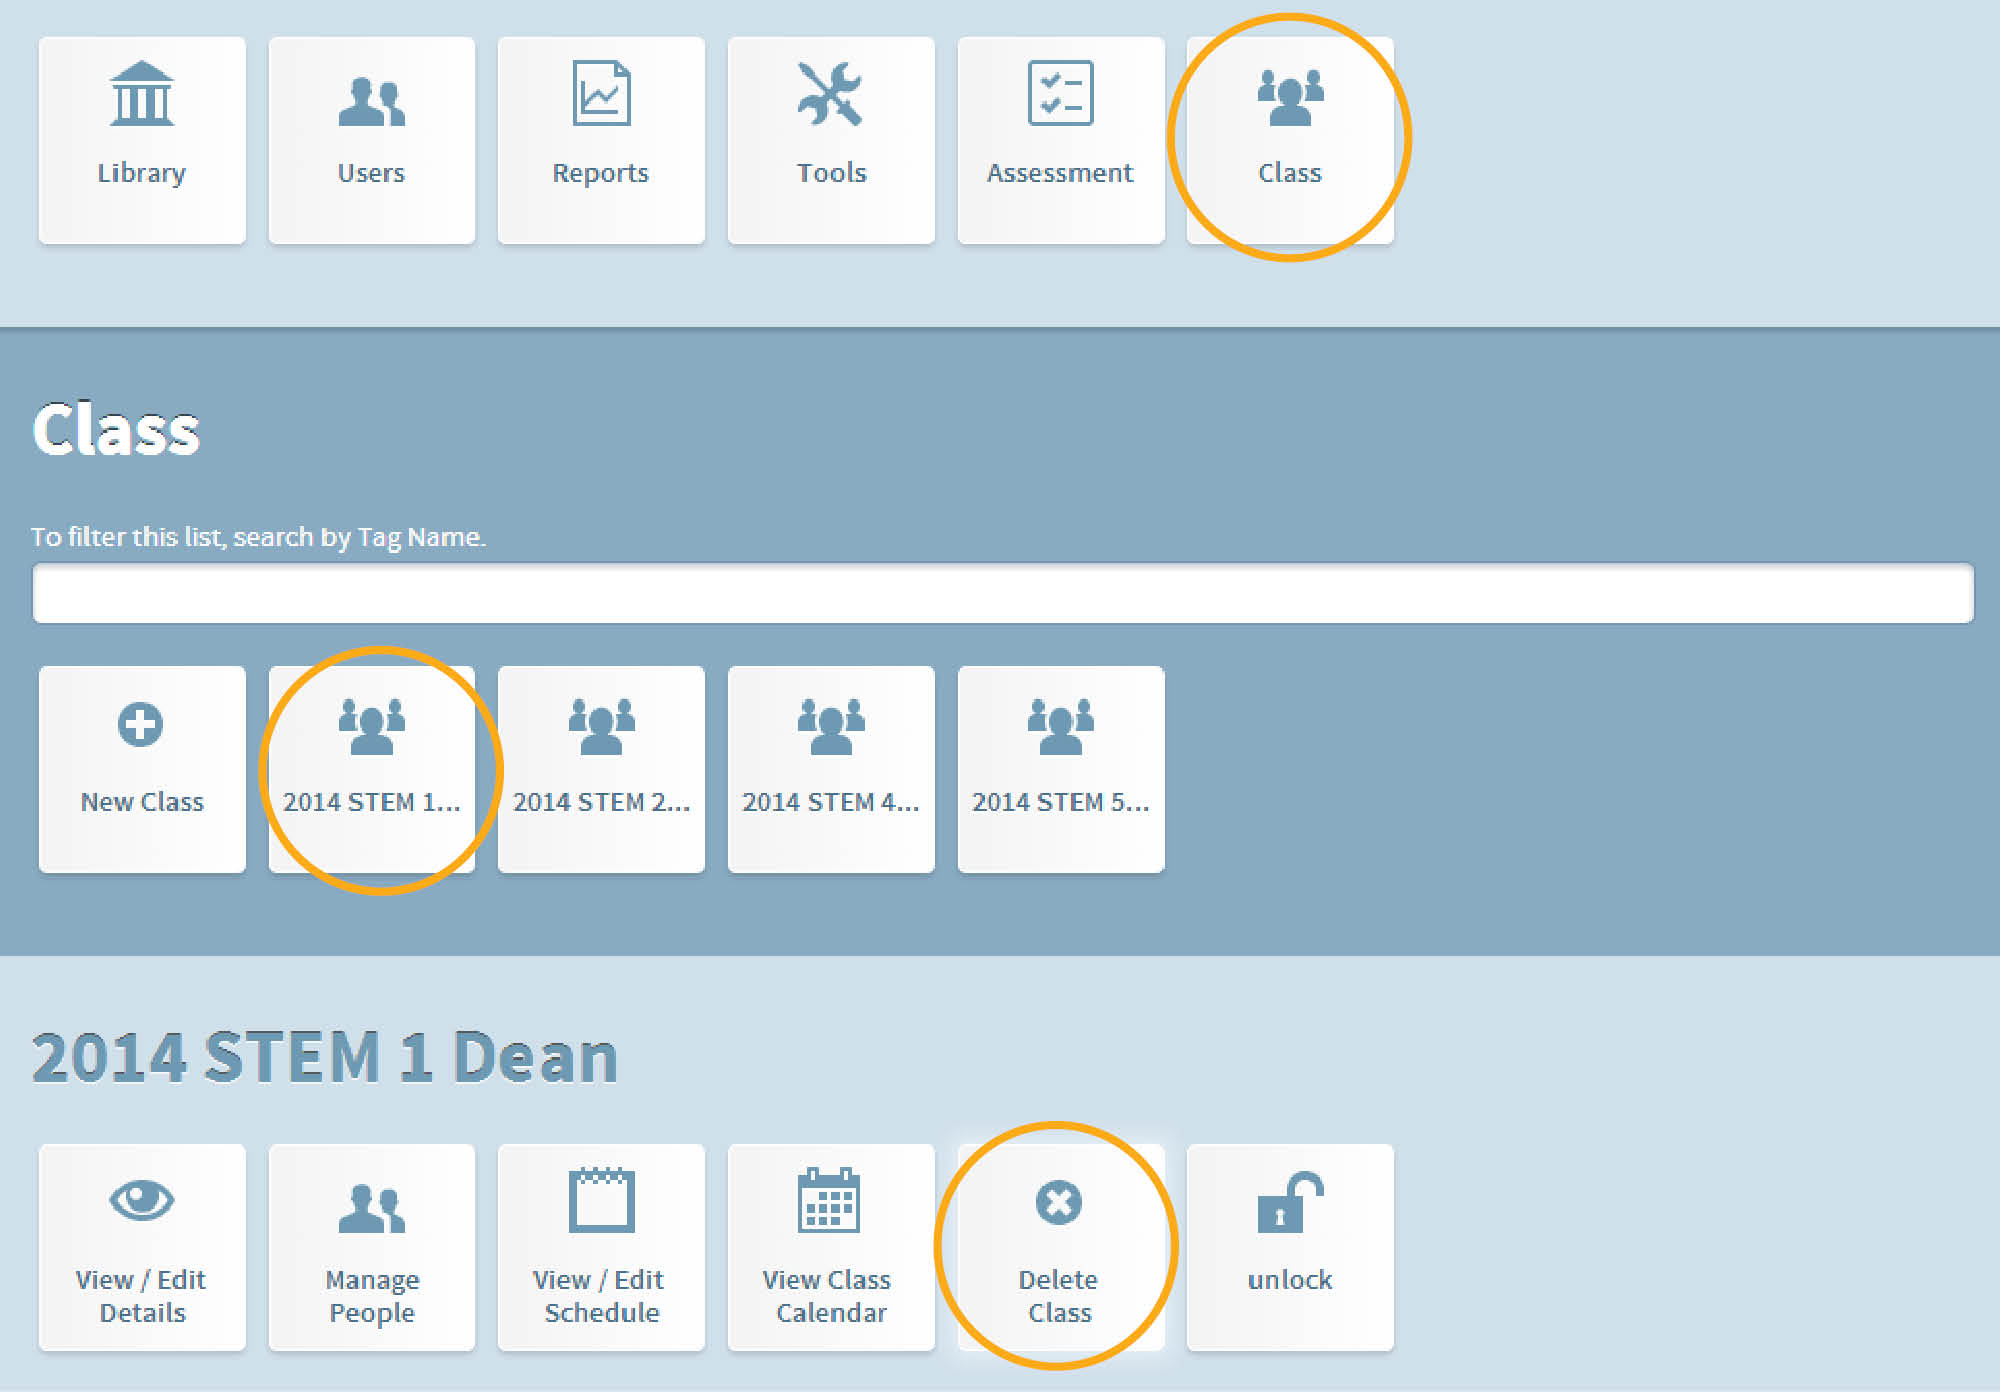 Library
Users
Reports
Tools
Assessment
Class
Class
To filter this list, search by Tag Name.
New Class
2014 STEM 1...
2014 STEM 2...
2014 STEM 4...
2014 STEM 5...
2014 STEM 1 Dean
View / Edit
Details
Manage
People
View / Edit
Schedule
View Class
Calendar
Delete
Class
unlock